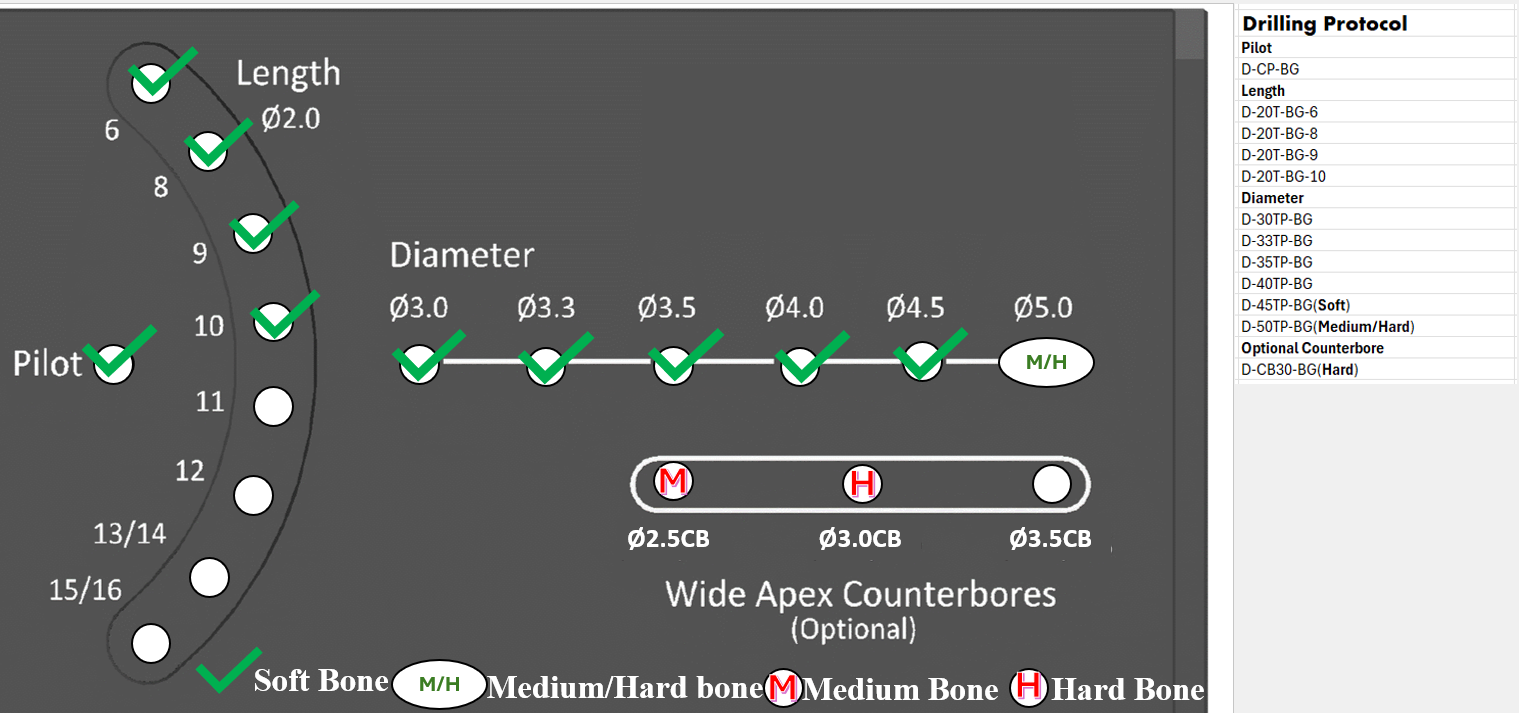 Length
Ø2.0
6
8
9
10
Pilot
11
12
13/14
15/16
Diameter
Ø3.0 Ø3.3 Ø3.5 Ø4.0 Ø4.5 Ø5.0
M/H
M H
Ø2.5CB Ø3.0CB Ø3.5CB
Wide Apex Counterbores
(Optional)
Soft Bone M/H Medium/Hard bone M Medium Bone H Hard Bone
Drilling Protocol
Pilot
D-CP-BG
Length
D-20T-BG-6
D-20T-BG-8
D-20T-BG-9
D-20T-BG-10
Diameter
D-30TP-BG
D-33TP-BG
D-35TP-BG
D-40TP-BG
D-45TP-BG(Soft)
D-50TP-BG(Medium/Hard)
Optional Counterbore
D-CB30-BG(Hard)